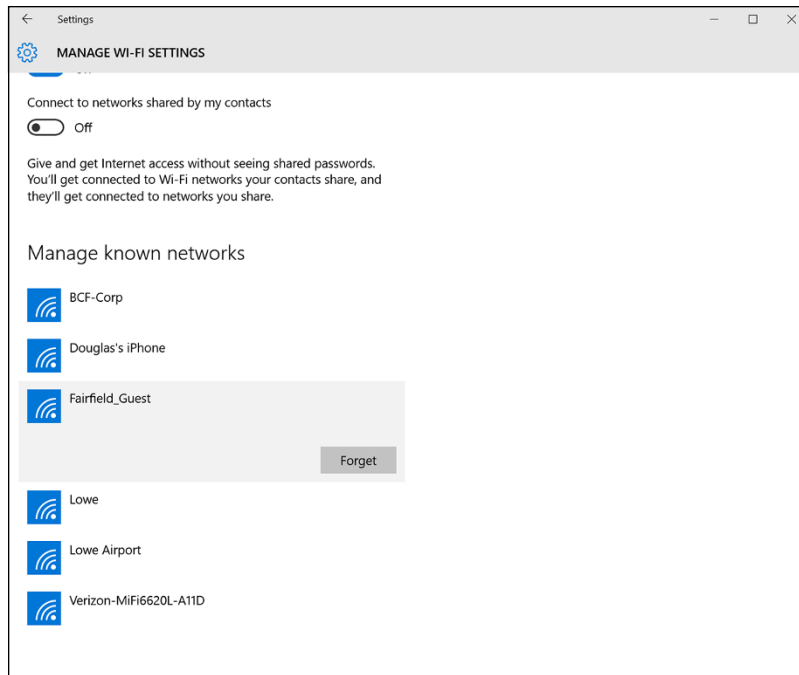 Settings
MANAGE WI-FI SETTINGS
Connect to networks shared by my contacts
Off
Give and get Internet access without seeing shared passwords.
You'll get connected to Wi-Fi networks your contacts share, and
they'll get connected to networks you share.
Manage known networks
BCF-Corp
Douglas's iPhone
Fairfield_Guest
Forget
Lowe
Lowe Airport
Verizon-MiFi6620L-A11D